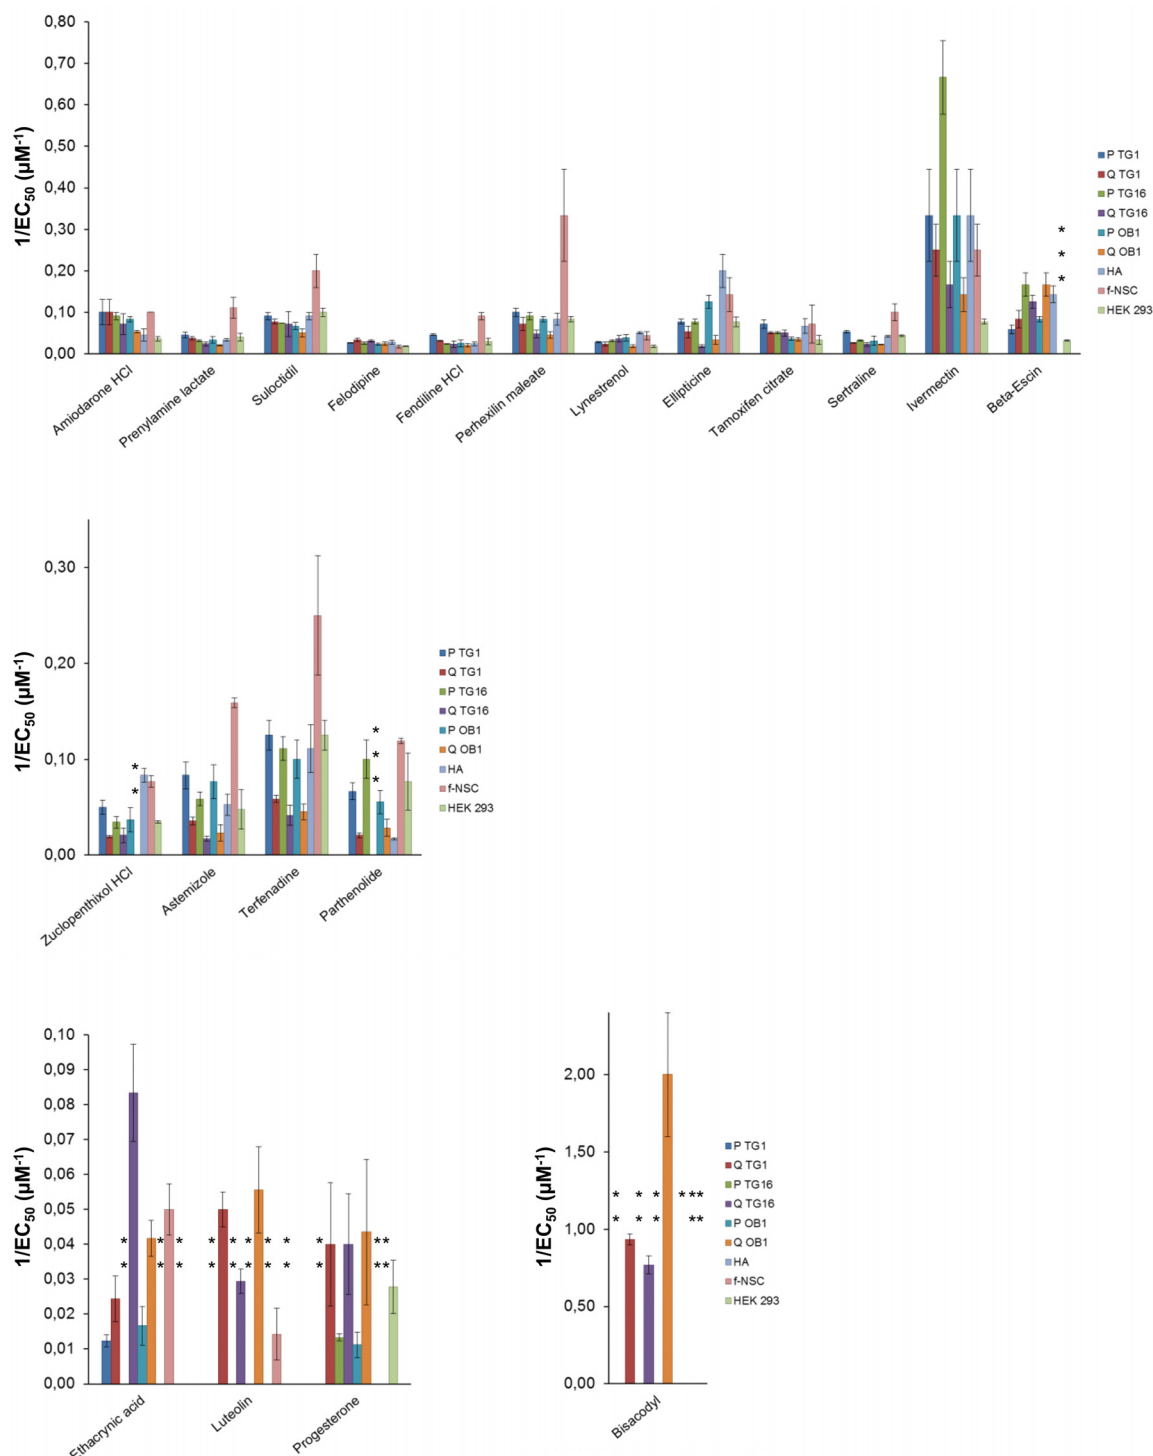 0,80
0,70
0,60
0,50
0,40
0,30
0,20
0,10
0,00
1/EC50 (µM-1)
Amiodarone HCl
Prenylamine lactate
Suloctidil
Felodipine
Fendiline HCl
Perhexilin maleate
Lynestrenol
Ellipticine
Tamoxifen citrate
Sertraline
Ivermectin
Beta-Escin
*
*
*
P TG1
Q TG1
P TG16
Q TG16
P OB1
Q OB1
HA
f-NSC
HEK 293
0,30
0,20
0,10
0,00
1/EC50 (µM-1)
*
*
*
*
*
Zuclopenthixol HCl
Astemizole
Terfenadine
Parthenolide
P TG1
Q TG1
P TG16
Q TG16
P OB1
Q OB1
HA
f-NSC
HEK 293
0,10
0,09
0,08
0,07
0,06
0,05
0,04
0,03
0,02
0,01
0,00
1/EC50 (µM-1)
* * * * * * * * * **
* * * * * * * * * **
Ethacrynic acid
Luteolin
Progesterone
2,00
1,50
1,00
0,50
0,00
1/EC50 (µM-1)
* * * * ***
* * * **
Bisacodyl
P TG1
Q TG1
P TG16
Q TG16
P OB1
Q OB1
HA
f-NSC
HEK 293